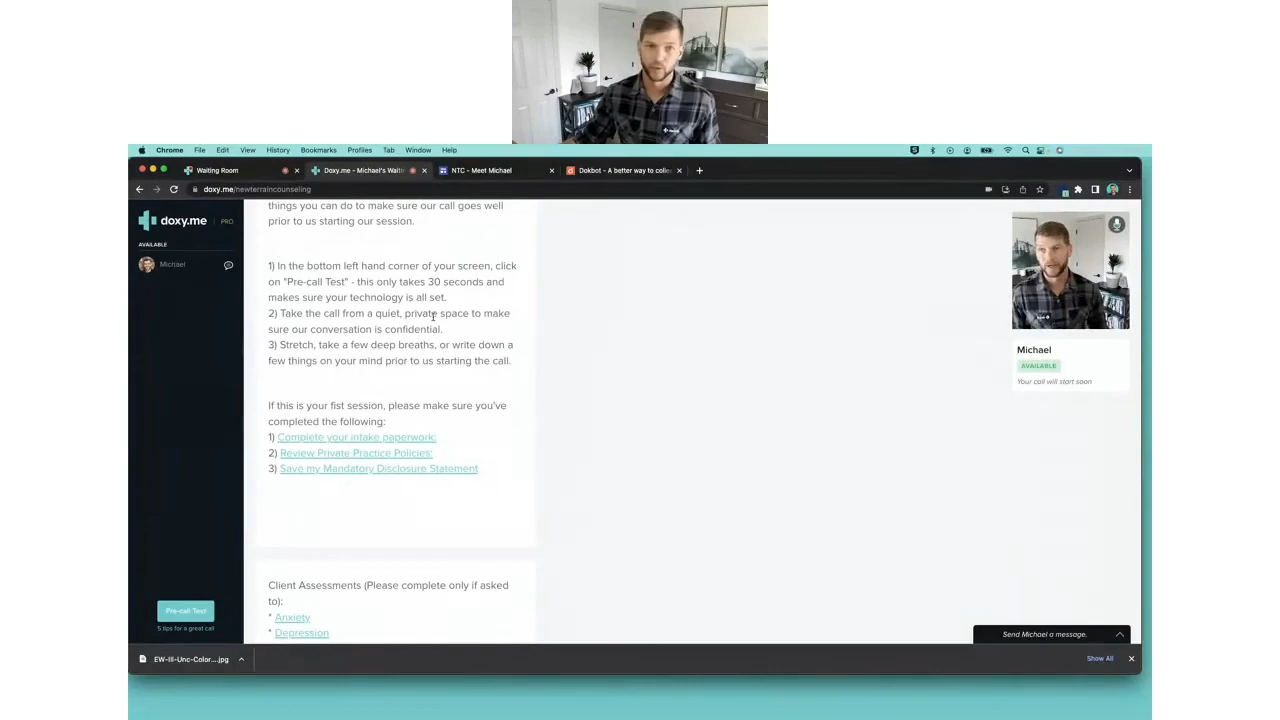 Chrome File Edit View History Bookmarks Profiles Tab Window Help
Waiting Room
Doxy.me - Michael's Waiti
NTC - Meet Michael
Dokbot - A better way to colle
doxy.me/newterraincounseling
doxy.me PRO
AVAILABLE
Michael
things you can do to make sure our call goes well
prior to us starting our session.
1) In the bottom left hand corner of your screen, click
on "Pre-call Test" - this only takes 30 seconds and
makes sure your technology is all set.
2) Take the call from a quiet, private space to make
sure our conversation is confidential.
3) Stretch, take a few deep breaths, or write down a
few things on your mind prior to us starting the call.
If this is your fist session, please make sure you've
completed the following:
1) Complete your intake paperwork:
2) Review Private Practice Policies:
3) Save my Mandatory Disclosure Statement
Client Assessments (Please complete only if asked
to):
* Anxiety
* Depression
Michael
AVAILABLE
Your call will start soon
Pre-call Test
5 tips for a great call
Send Michael a message.
EW-III-Unc-Color....jpg
Show All